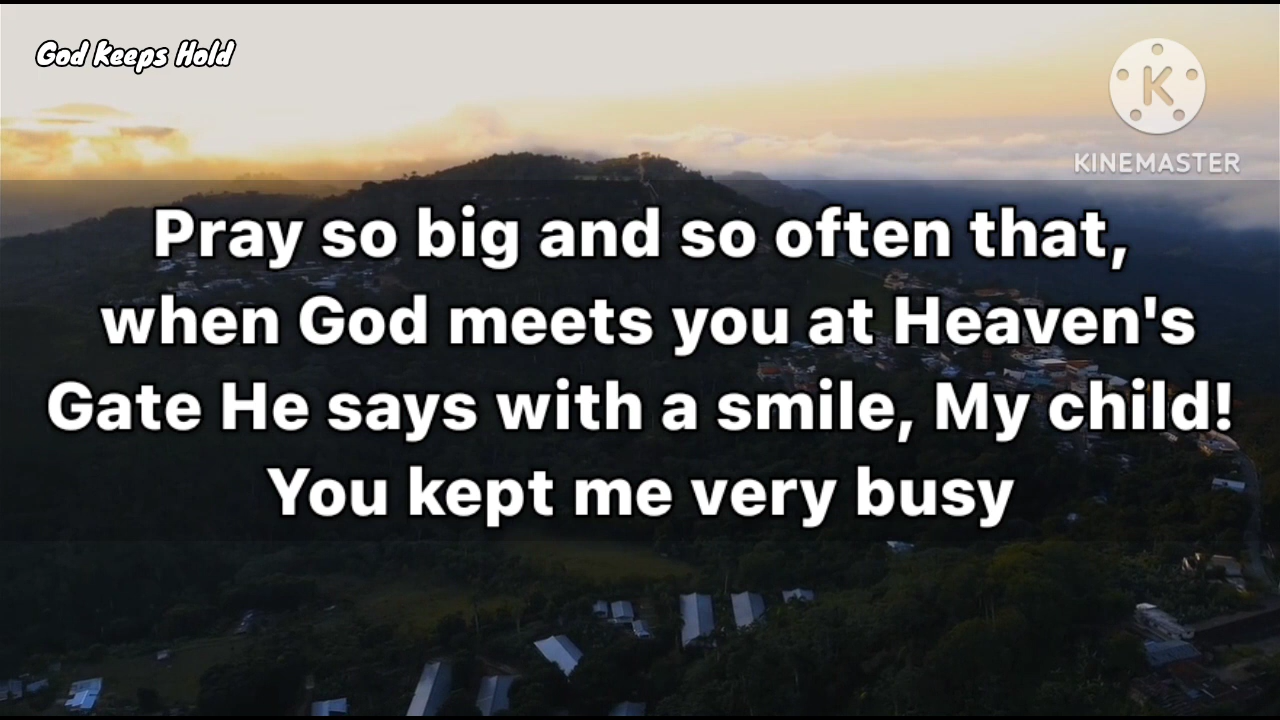 God Keeps Hold
K
KINEMASTER
Pray so big and so often that,
when God meets you at Heaven's
Gate He says with a smile, My child!
You kept me very busy